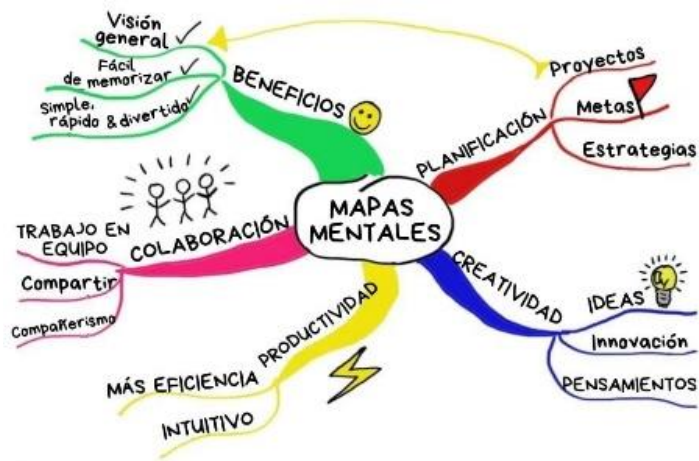 MAPAS
MENTALES
BENEFICIOS
Visión
general
Fácil
de memorizar
Simple,
rápido & divertido
PLANIFICACIÓN
Proyectos
Metas
Estrategias
COLABORACIÓN
TRABAJO EN
EQUIPO
Compartir
Compañerismo
CREATIVIDAD
IDEAS
Innovación
PENSAMIENTOS
PRODUCTIVIDAD
MÁS EFICIENCIA
INTUITIVO